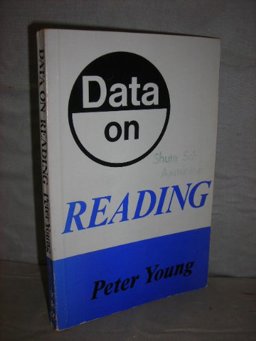 Data
on
READING
Peter Young
DATA ON READING Peter Young